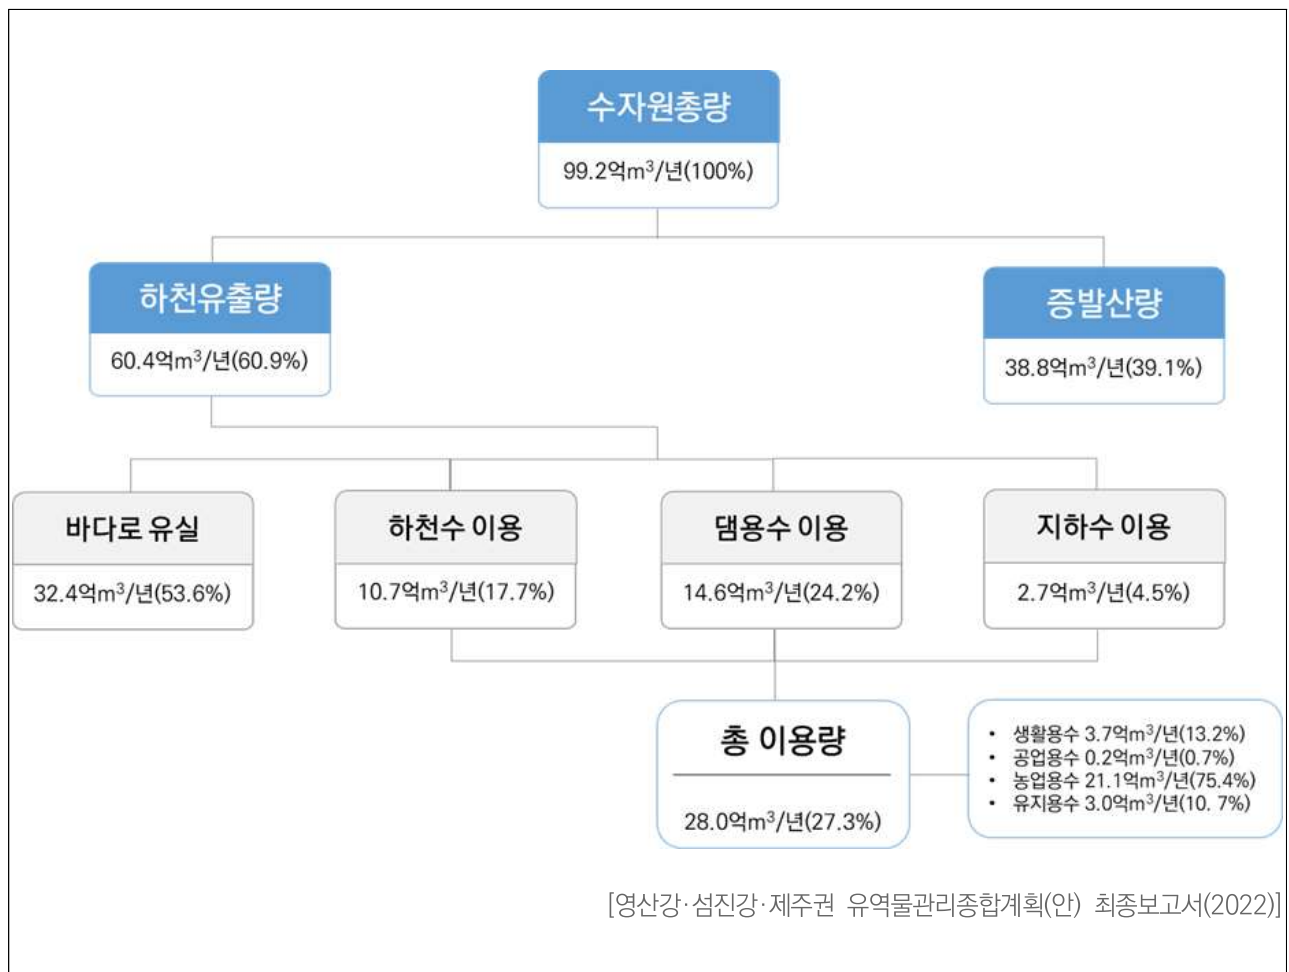 수자원총량
99.2억m³/년(100%)
하천유출량
60.4억m³/년(60.9%)
증발산량
38.8억m³/년(39.1%)
바다로 유실
32.4억m³/년(53.6%)
하천수 이용
10.7억m³/년(17.7%)
댐용수 이용
14.6억m³/년(24.2%)
지하수 이용
2.7억m³/년(4.5%)
총 이용량
28.0억m³/년(27.3%)
• 생활용수 3.7억m³/년(13.2%)
• 공업용수 0.2억m³/년(0.7%)
• 농업용수 21.1억m³/년(75.4%)
• 유지용수 3.0억m³/년(10. 7%)
[영산강·섬진강·제주권 유역물관리종합계획(안) 최종보고서(2022)]